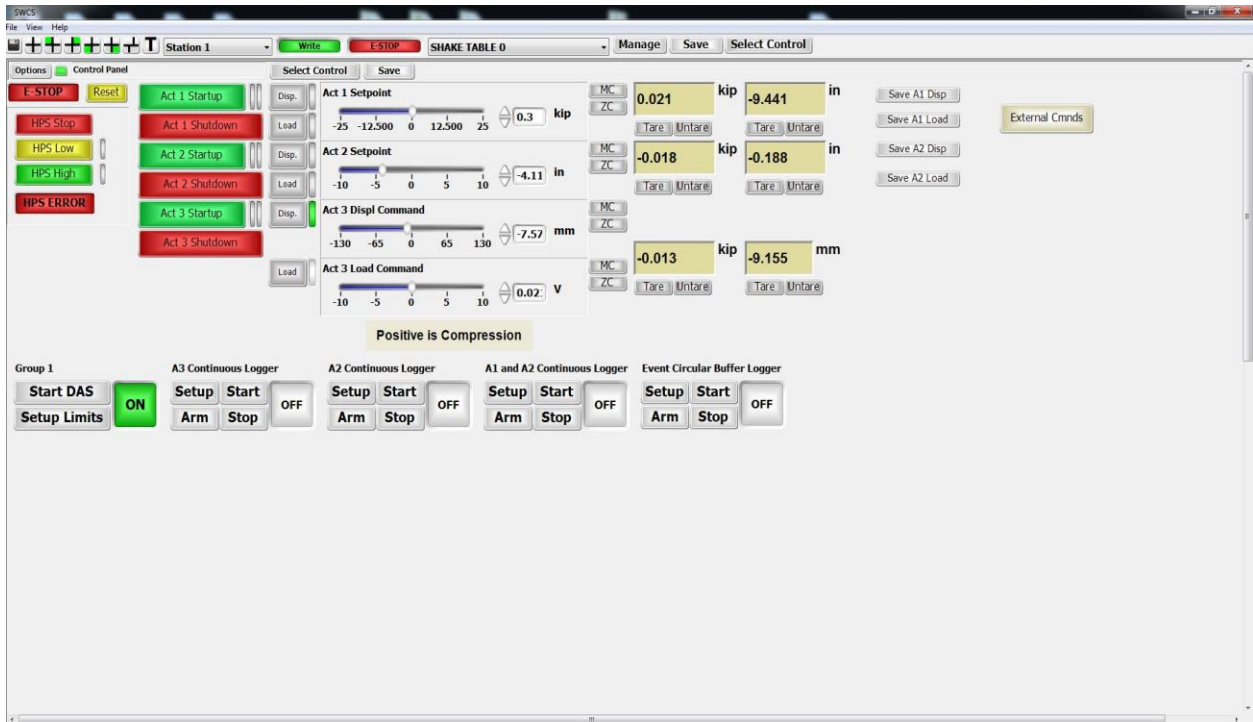 SWCS
File View Help
T Station 1 Write E-STOP SHAKE TABLE 0 Manage Save Select Control
Options Control Panel Select Control Save
E-STOP Reset
HPS Stop
HPS Low
HPS High
HPS ERROR
Act 1 Startup
Act 1 Shutdown
Act 2 Startup
Act 2 Shutdown
Act 3 Startup
Act 3 Shutdown
Disp.
Load
Disp.
Load
Disp.
Load
Act 1 Setpoint
-25 -12.500 0 12.500 25 0.3 kip
Act 2 Setpoint
-10 -5 0 5 10 -4.11 in
Act 3 Displ Command
-130 -65 0 65 130 -7.57 mm
Act 3 Load Command
-10 -5 0 5 10 0.02 V
MC
ZC
MC
ZC
MC
ZC
MC
ZC
0.021 kip -9.441 in
Tare Untare Tare Untare
-0.018 kip -0.188 in
Tare Untare Tare Untare
-0.013 kip -9.155 mm
Tare Untare Tare Untare
Save A1 Disp
Save A1 Load
Save A2 Disp
Save A2 Load
External Cmnds
Positive is Compression
Group 1
Start DAS
Setup Limits
ON
A3 Continuous Logger
Setup Start
Arm Stop
OFF
A2 Continuous Logger
Setup Start
Arm Stop
OFF
A1 and A2 Continuous Logger
Setup Start
Arm Stop
OFF
Event Circular Buffer Logger
Setup Start
Arm Stop
OFF